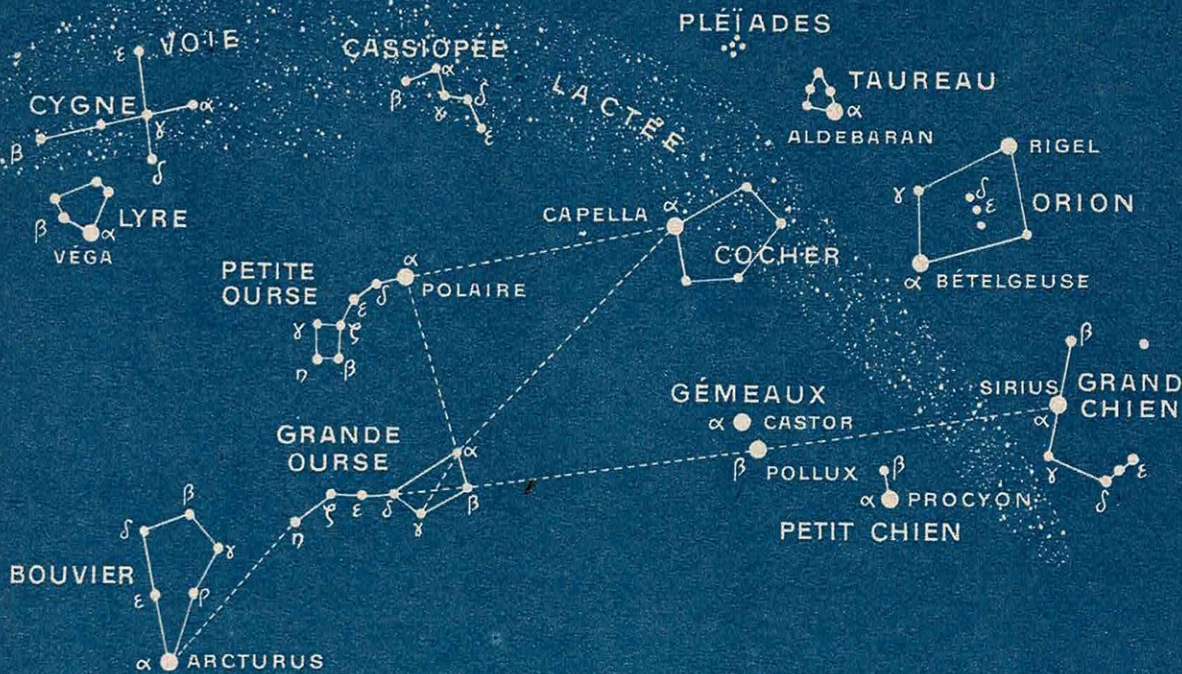 PLÉÏADES
VOIE
ε
CASSIOPÉE
α
β
γ
δ
ε
LACTÉE
TAUREAU
α
ALDEBARAN
CYGNE
α
β
γ
δ
RIGEL
γ
δ
ε
ORION
α BÉTELGEUSE
LYRE
β
α
VÉGA
CAPELLA
α
COCHER
PETITE
OURSE
α
POLAIRE
δ
ε
γ
ζ
η
β
β
SIRIUS
α
GRAND
CHIEN
γ
δ
ε
GÉMEAUX
α CASTOR
β POLLUX
β
α PROCYON
PETIT CHIEN
GRANDE
OURSE
α
β
γ
δ
ε
ζ
η
β
δ
γ
BOUVIER
ε
ρ
α ARCTURUS